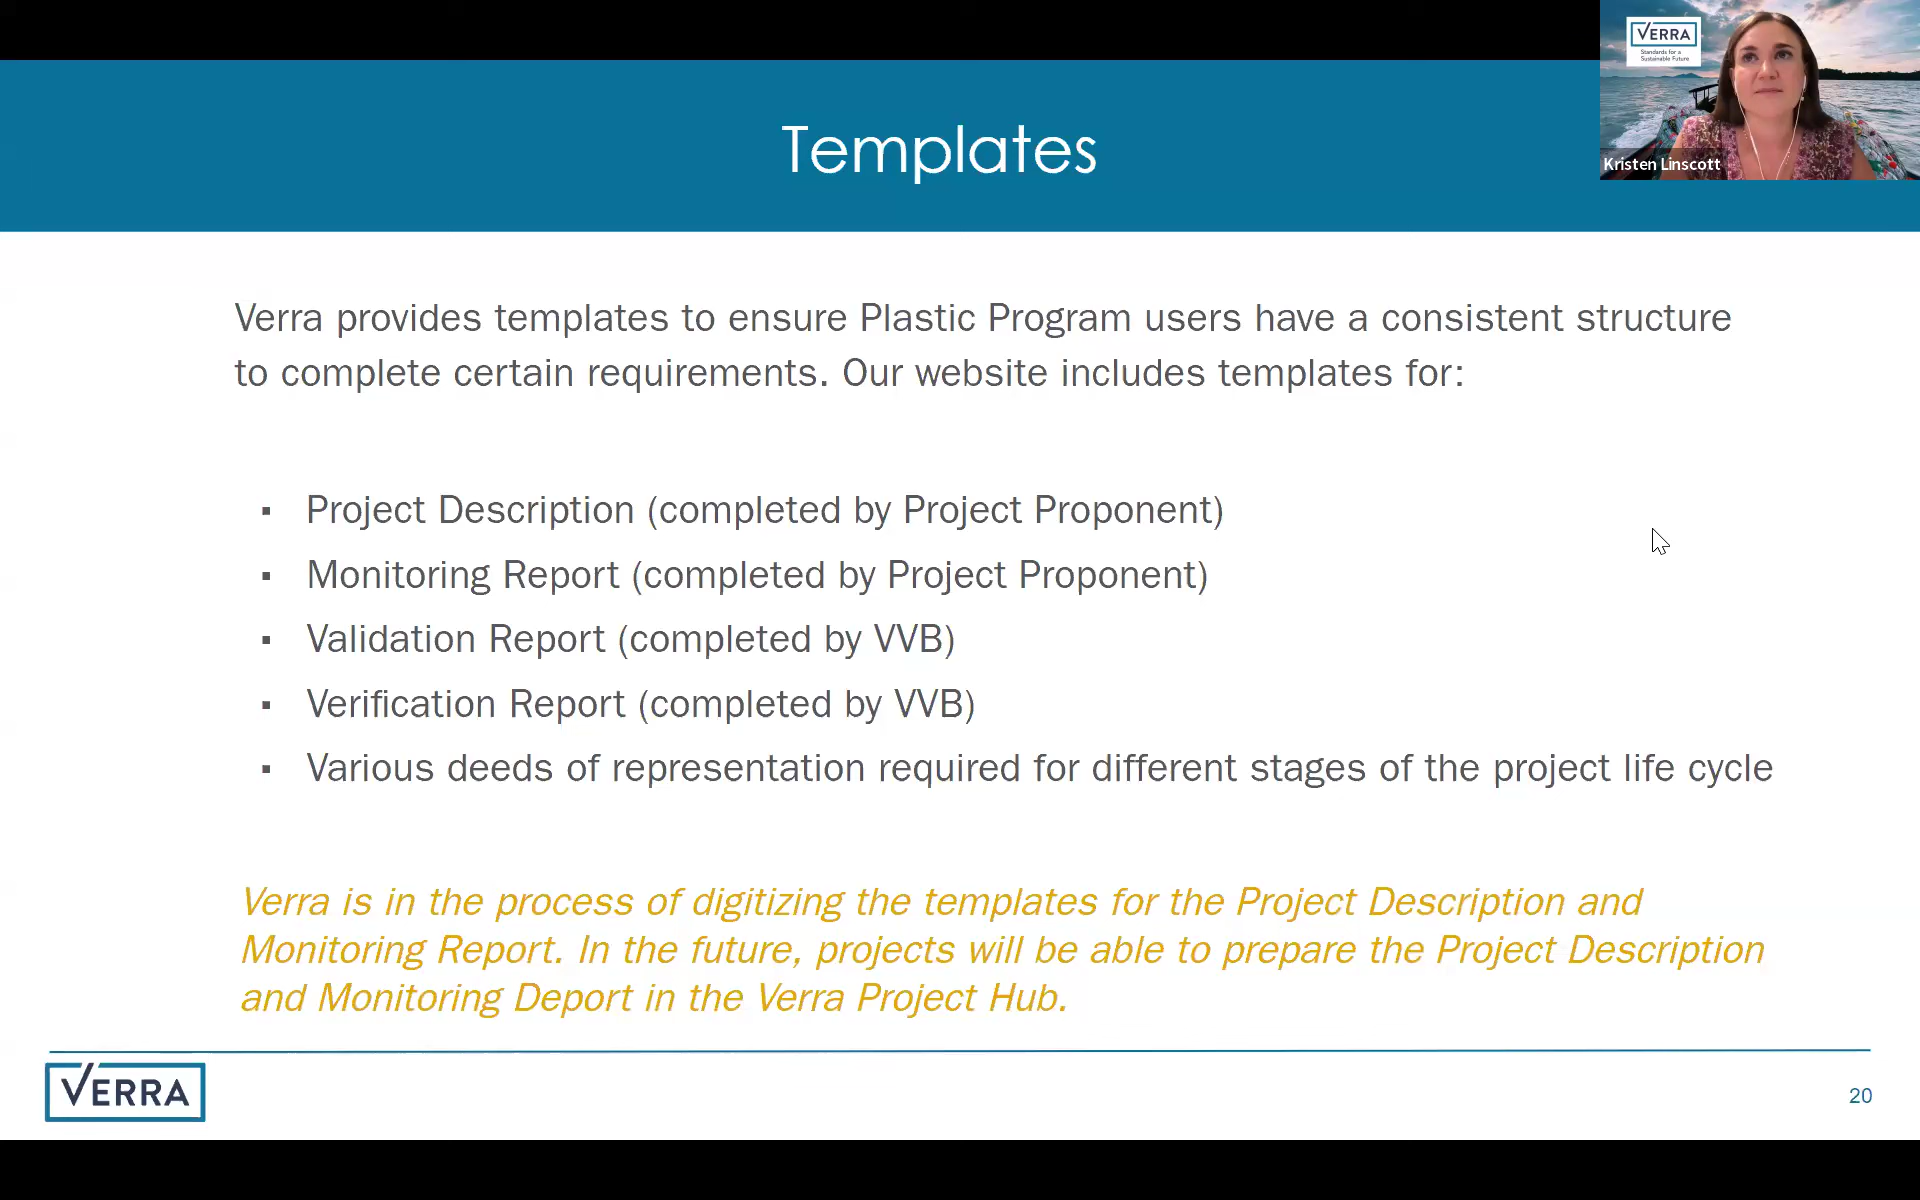 VERRA
Standards for a
Sustainable Future
Kristen Linscott
Templates
Verra provides templates to ensure Plastic Program users have a consistent structure
to complete certain requirements. Our website includes templates for:
▪ Project Description (completed by Project Proponent)
▪ Monitoring Report (completed by Project Proponent)
▪ Validation Report (completed by VVB)
▪ Verification Report (completed by VVB)
▪ Various deeds of representation required for different stages of the project life cycle
Verra is in the process of digitizing the templates for the Project Description and
Monitoring Report. In the future, projects will be able to prepare the Project Description
and Monitoring Deport in the Verra Project Hub.
VERRA
20